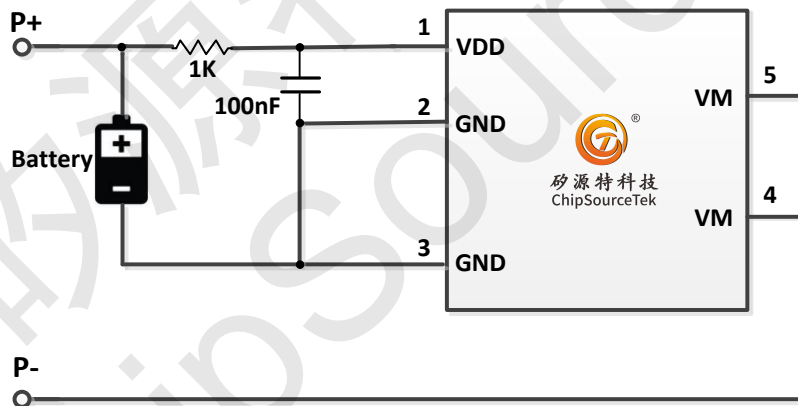 P+
1
VDD
1K
5
100nF
2
VM
GND
®
Battery
矽源特科技
ChipSourceTek
4
VM
3
GND
P-